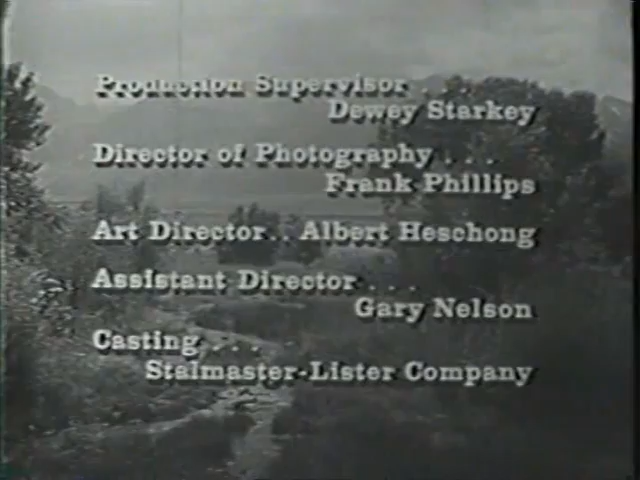 Production Supervisor . . .
Dewey Starkey
Director of Photography . . .
Frank Phillips
Art Director . . Albert Heschong
Assistant Director . . .
Gary Nelson
Casting . . .
Stalmaster-Lister Company